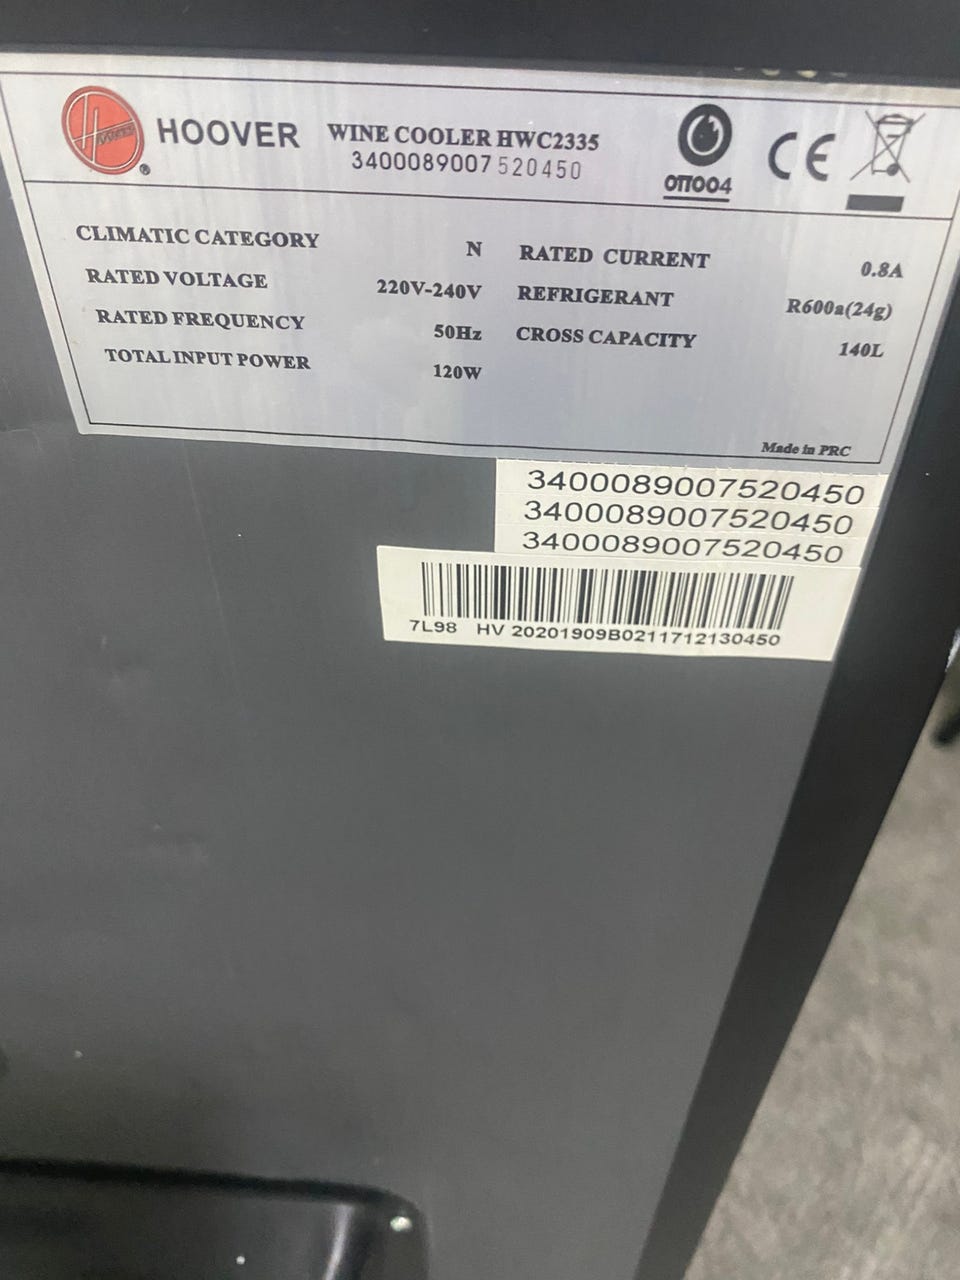 HOOVER
WINE COOLER HWC2335
3400089007520450
ΟΠ004
CE
CLIMATIC CATEGORY N
RATED VOLTAGE 220V-240V
RATED FREQUENCY 50Hz
TOTAL INPUT POWER 120W
RATED CURRENT 0.8A
REFRIGERANT R600a(24g)
CROSS CAPACITY 140L
Made in PRC
3400089007520450
3400089007520450
3400089007520450
7L98 HV 20201909B0211712130450